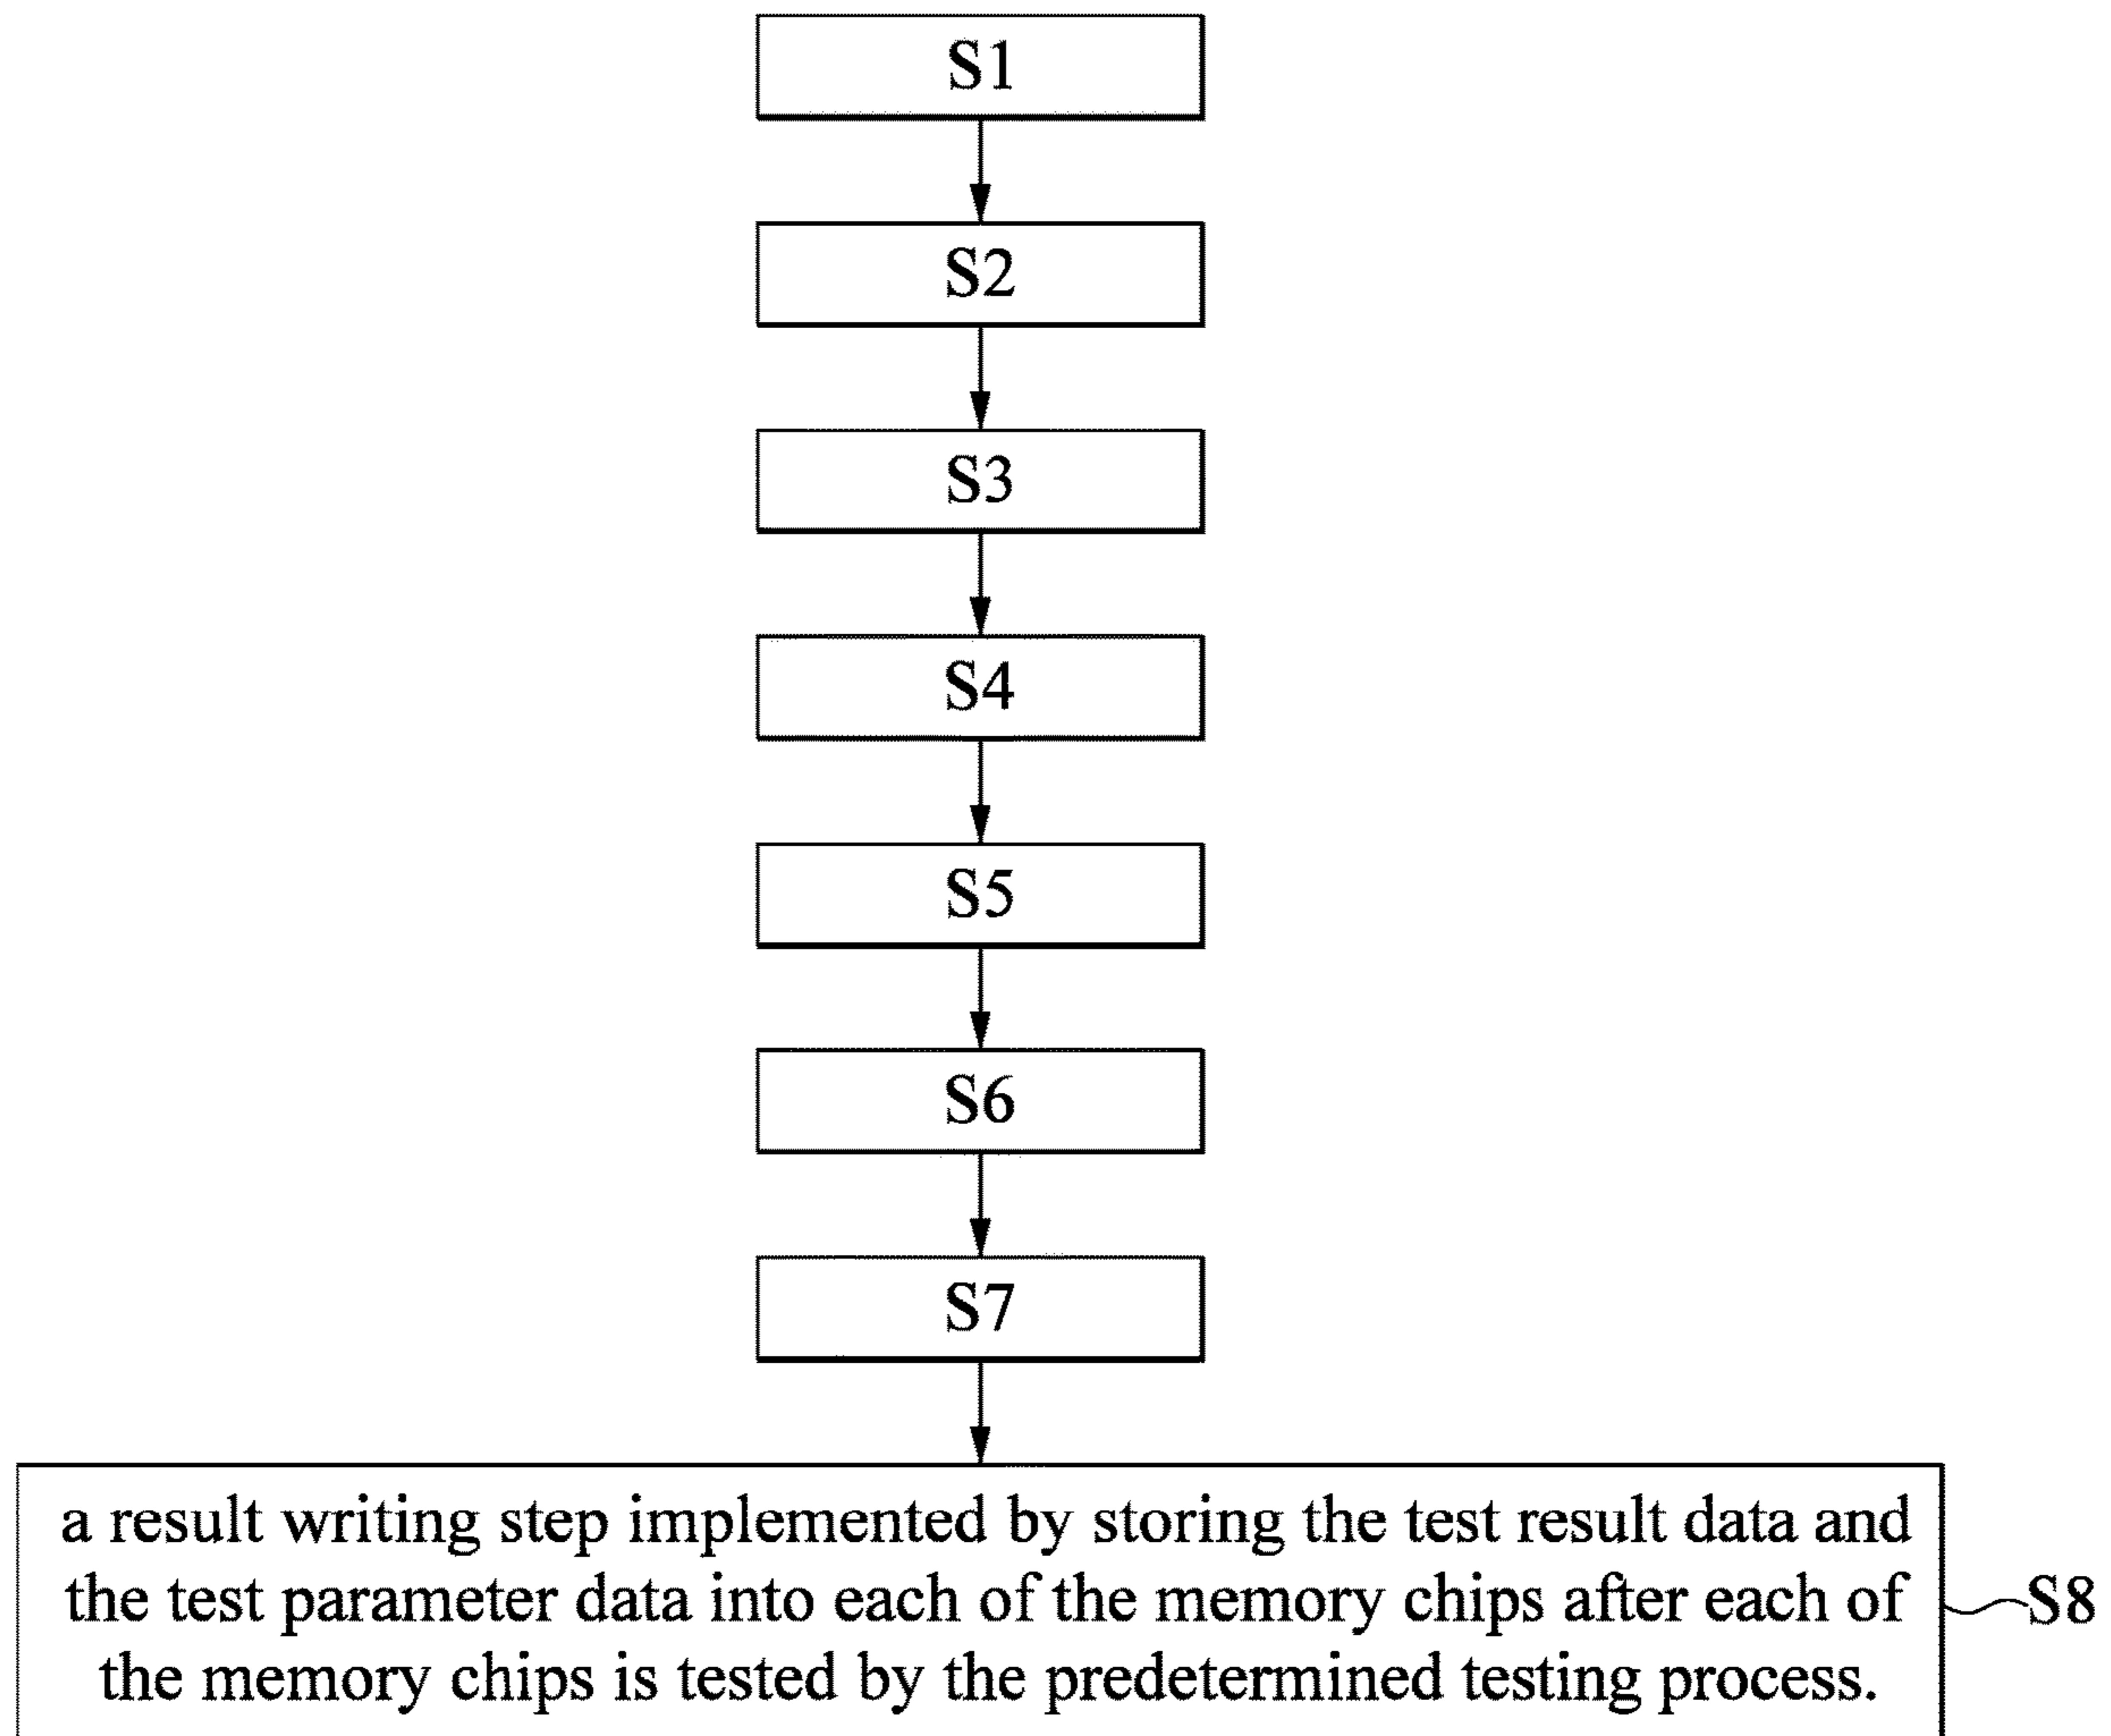 S1
S2
S3
S4
S5
S6
S7
a result writing step implemented by storing the test result data and
the test parameter data into each of the memory chips after each of
the memory chips is tested by the predetermined testing process.
S8